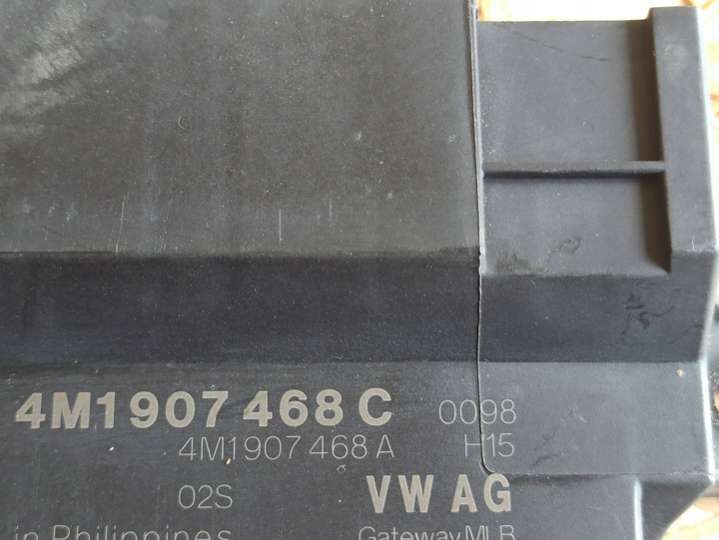 4M1907468C 0098
4M1907468A H15
02S VW AG
in Philippines Gateway MLB